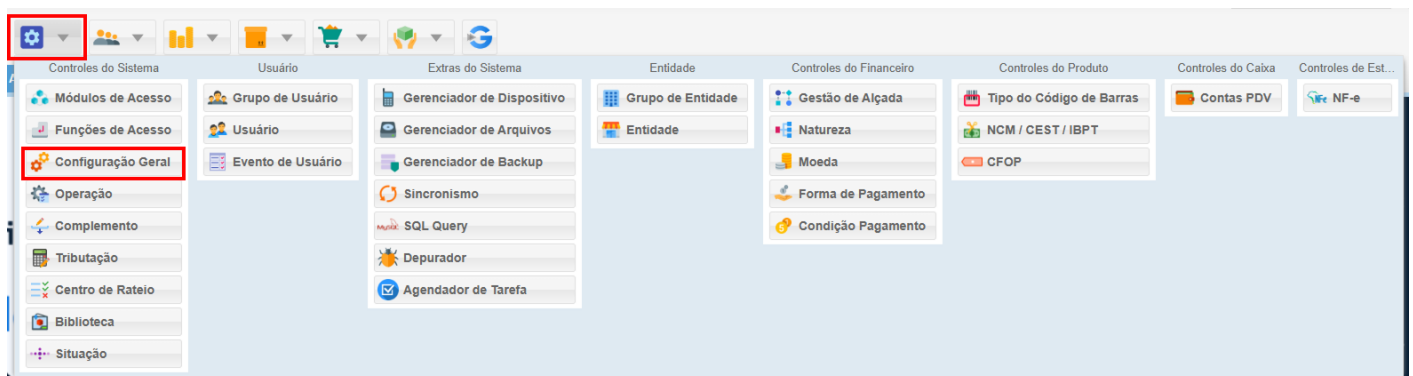 Controles do Sistema
Módulos de Acesso
Funções de Acesso
Configuração Geral
Operação
Complemento
Tributação
Centro de Rateio
Biblioteca
Situação
Usuário
Grupo de Usuário
Usuário
Evento de Usuário
Extras do Sistema
Gerenciador de Dispositivo
Gerenciador de Arquivos
Gerenciador de Backup
Sincronismo
SQL Query
Depurador
Agendador de Tarefa
Entidade
Grupo de Entidade
Entidade
Controles do Financeiro
Gestão de Alçada
Natureza
Moeda
Forma de Pagamento
Condição Pagamento
Controles do Produto
Tipo do Código de Barras
NCM / CEST / IBPT
CFOP
Controles do Caixa
Contas PDV
Controles de Est...
NF-e